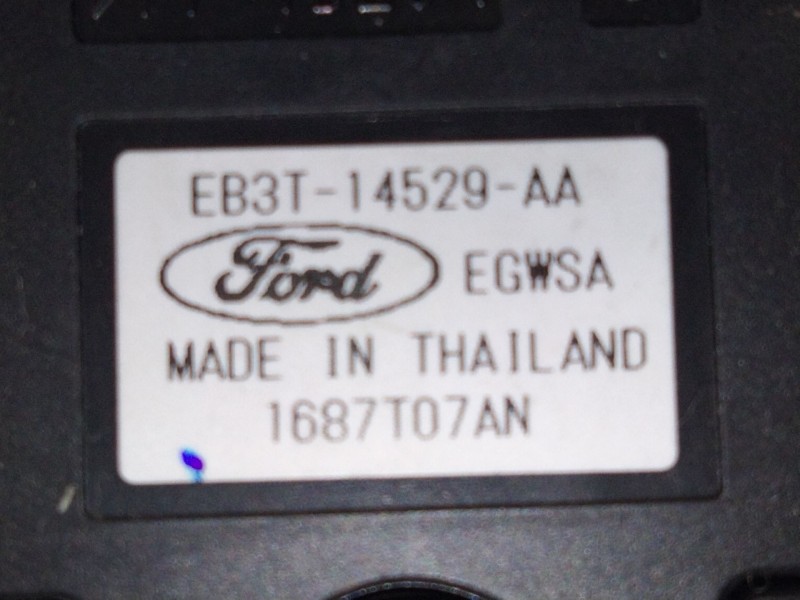 EB3T-14529-AA
Ford EGWSA
MADE IN THAILAND
1687T07AN